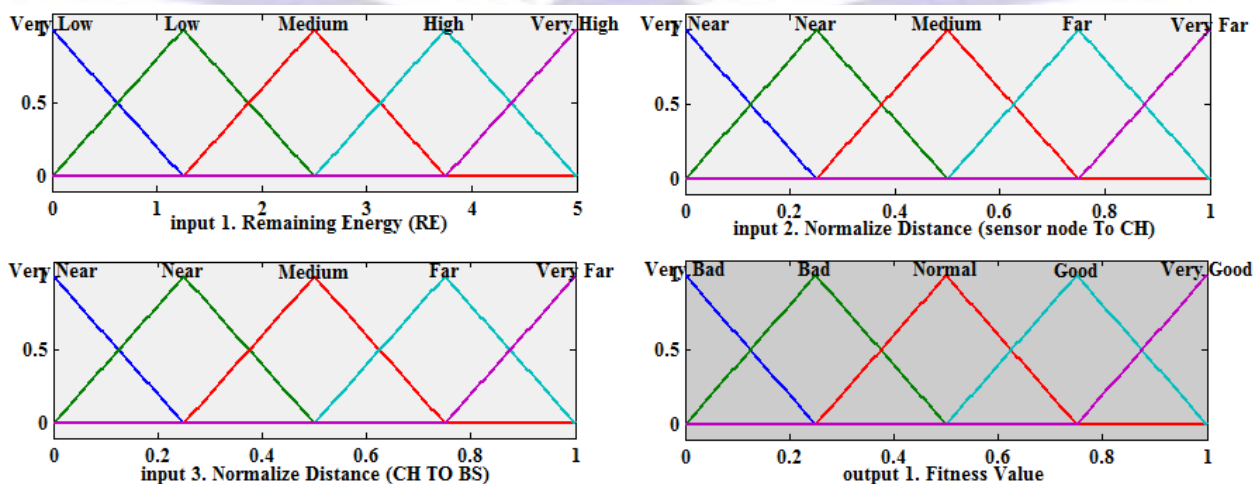 Very Low Low Medium High Very High
1
0.5
0
0 1 2 3 4 5
input 1. Remaining Energy (RE)
Very Near Near Medium Far Very Far
1
0.5
0
0 0.2 0.4 0.6 0.8 1
input 2. Normalize Distance (sensor node To CH)
Very Near Near Medium Far Very Far
1
0.5
0
0 0.2 0.4 0.6 0.8 1
input 3. Normalize Distance (CH TO BS)
Very Bad Bad Normal Good Very Good
1
0.5
0
0 0.2 0.4 0.6 0.8 1
output 1. Fitness Value